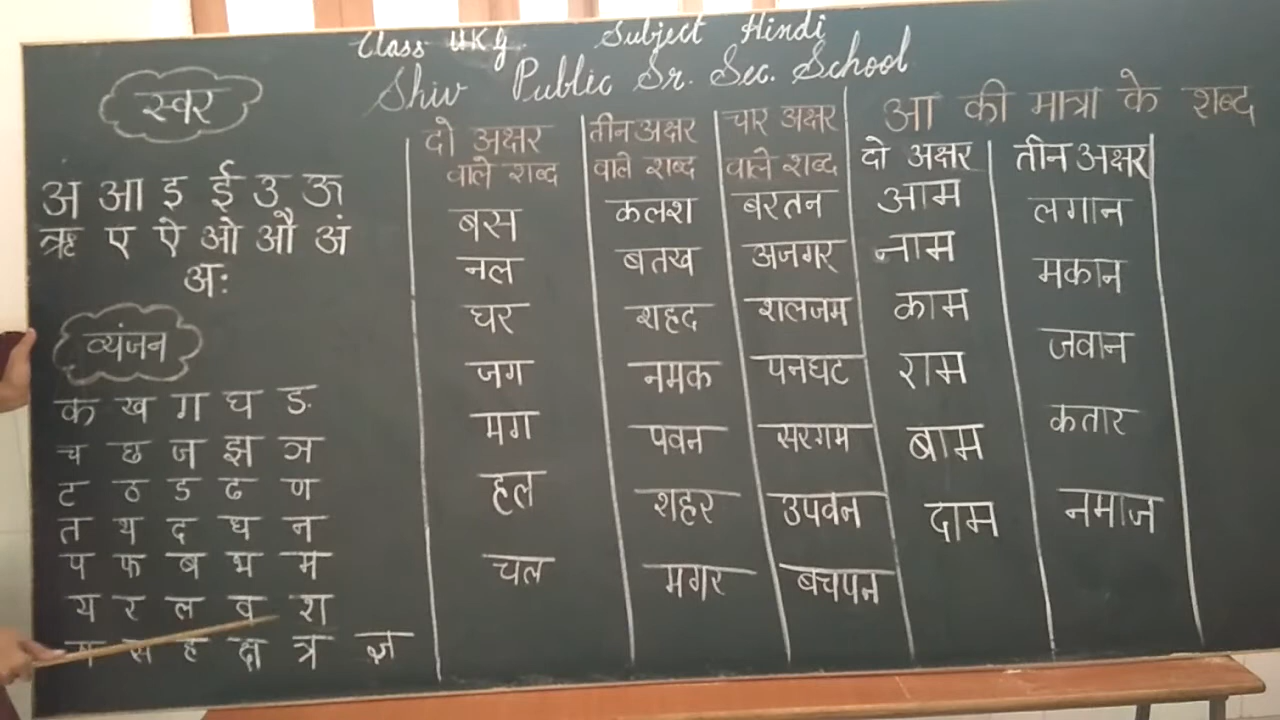 Class UKG Subject Hindi
Shiv Public Sr. Sec. School
स्वर
अ आ इ ई उ ऊ
ऋ ए ऐ ओ औ अं
अः
व्यंजन
क ख ग घ ङ
च छ ज झ ञ
ट ठ ड ढ ण
त थ द ध न
प फ ब भ म
य र ल व श
ष स ह क्ष त्र ज्ञ
दो अक्षर
वाले शब्द
बस
नल
घर
जग
मग
हल
चल
तीन अक्षर
वाले शब्द
कलश
बतख
शहद
नमक
पवन
शहर
मगर
चार अक्षर
वाले शब्द
बरतन
अजगर
शलजम
पनघट
सरगम
उपवन
बचपन
आ की मात्रा के शब्द
दो अक्षर
आम
नाम
काम
राम
बाम
दाम
तीन अक्षर
लगान
मकान
जवान
कतार
नमाज